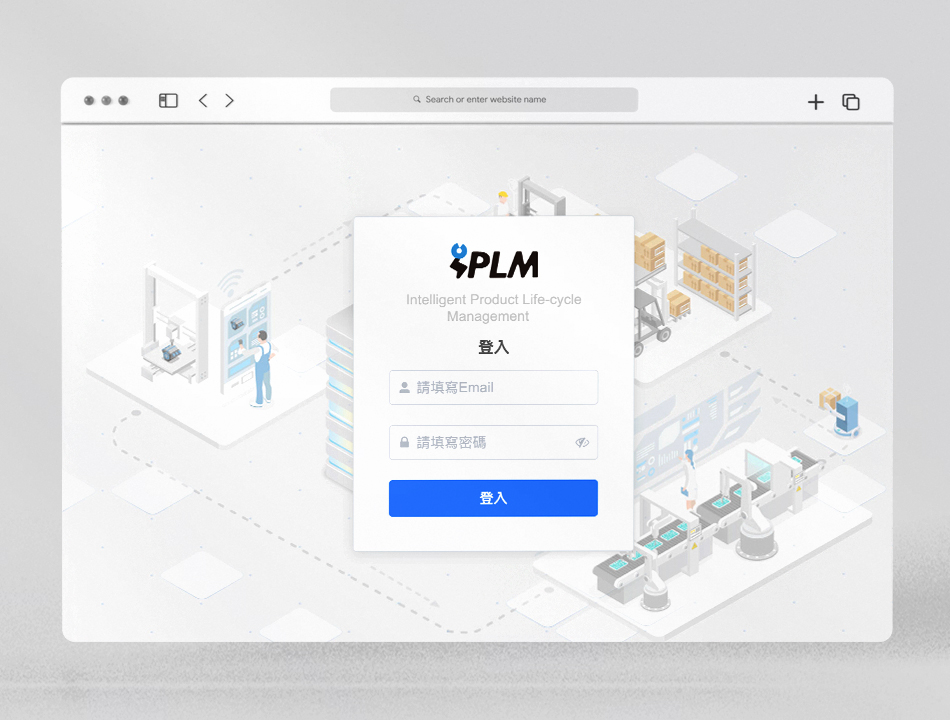 Search or enter website name
iPLM
Intelligent Product Life-cycle
Management
登入
請填寫Email
請填寫密碼
登入